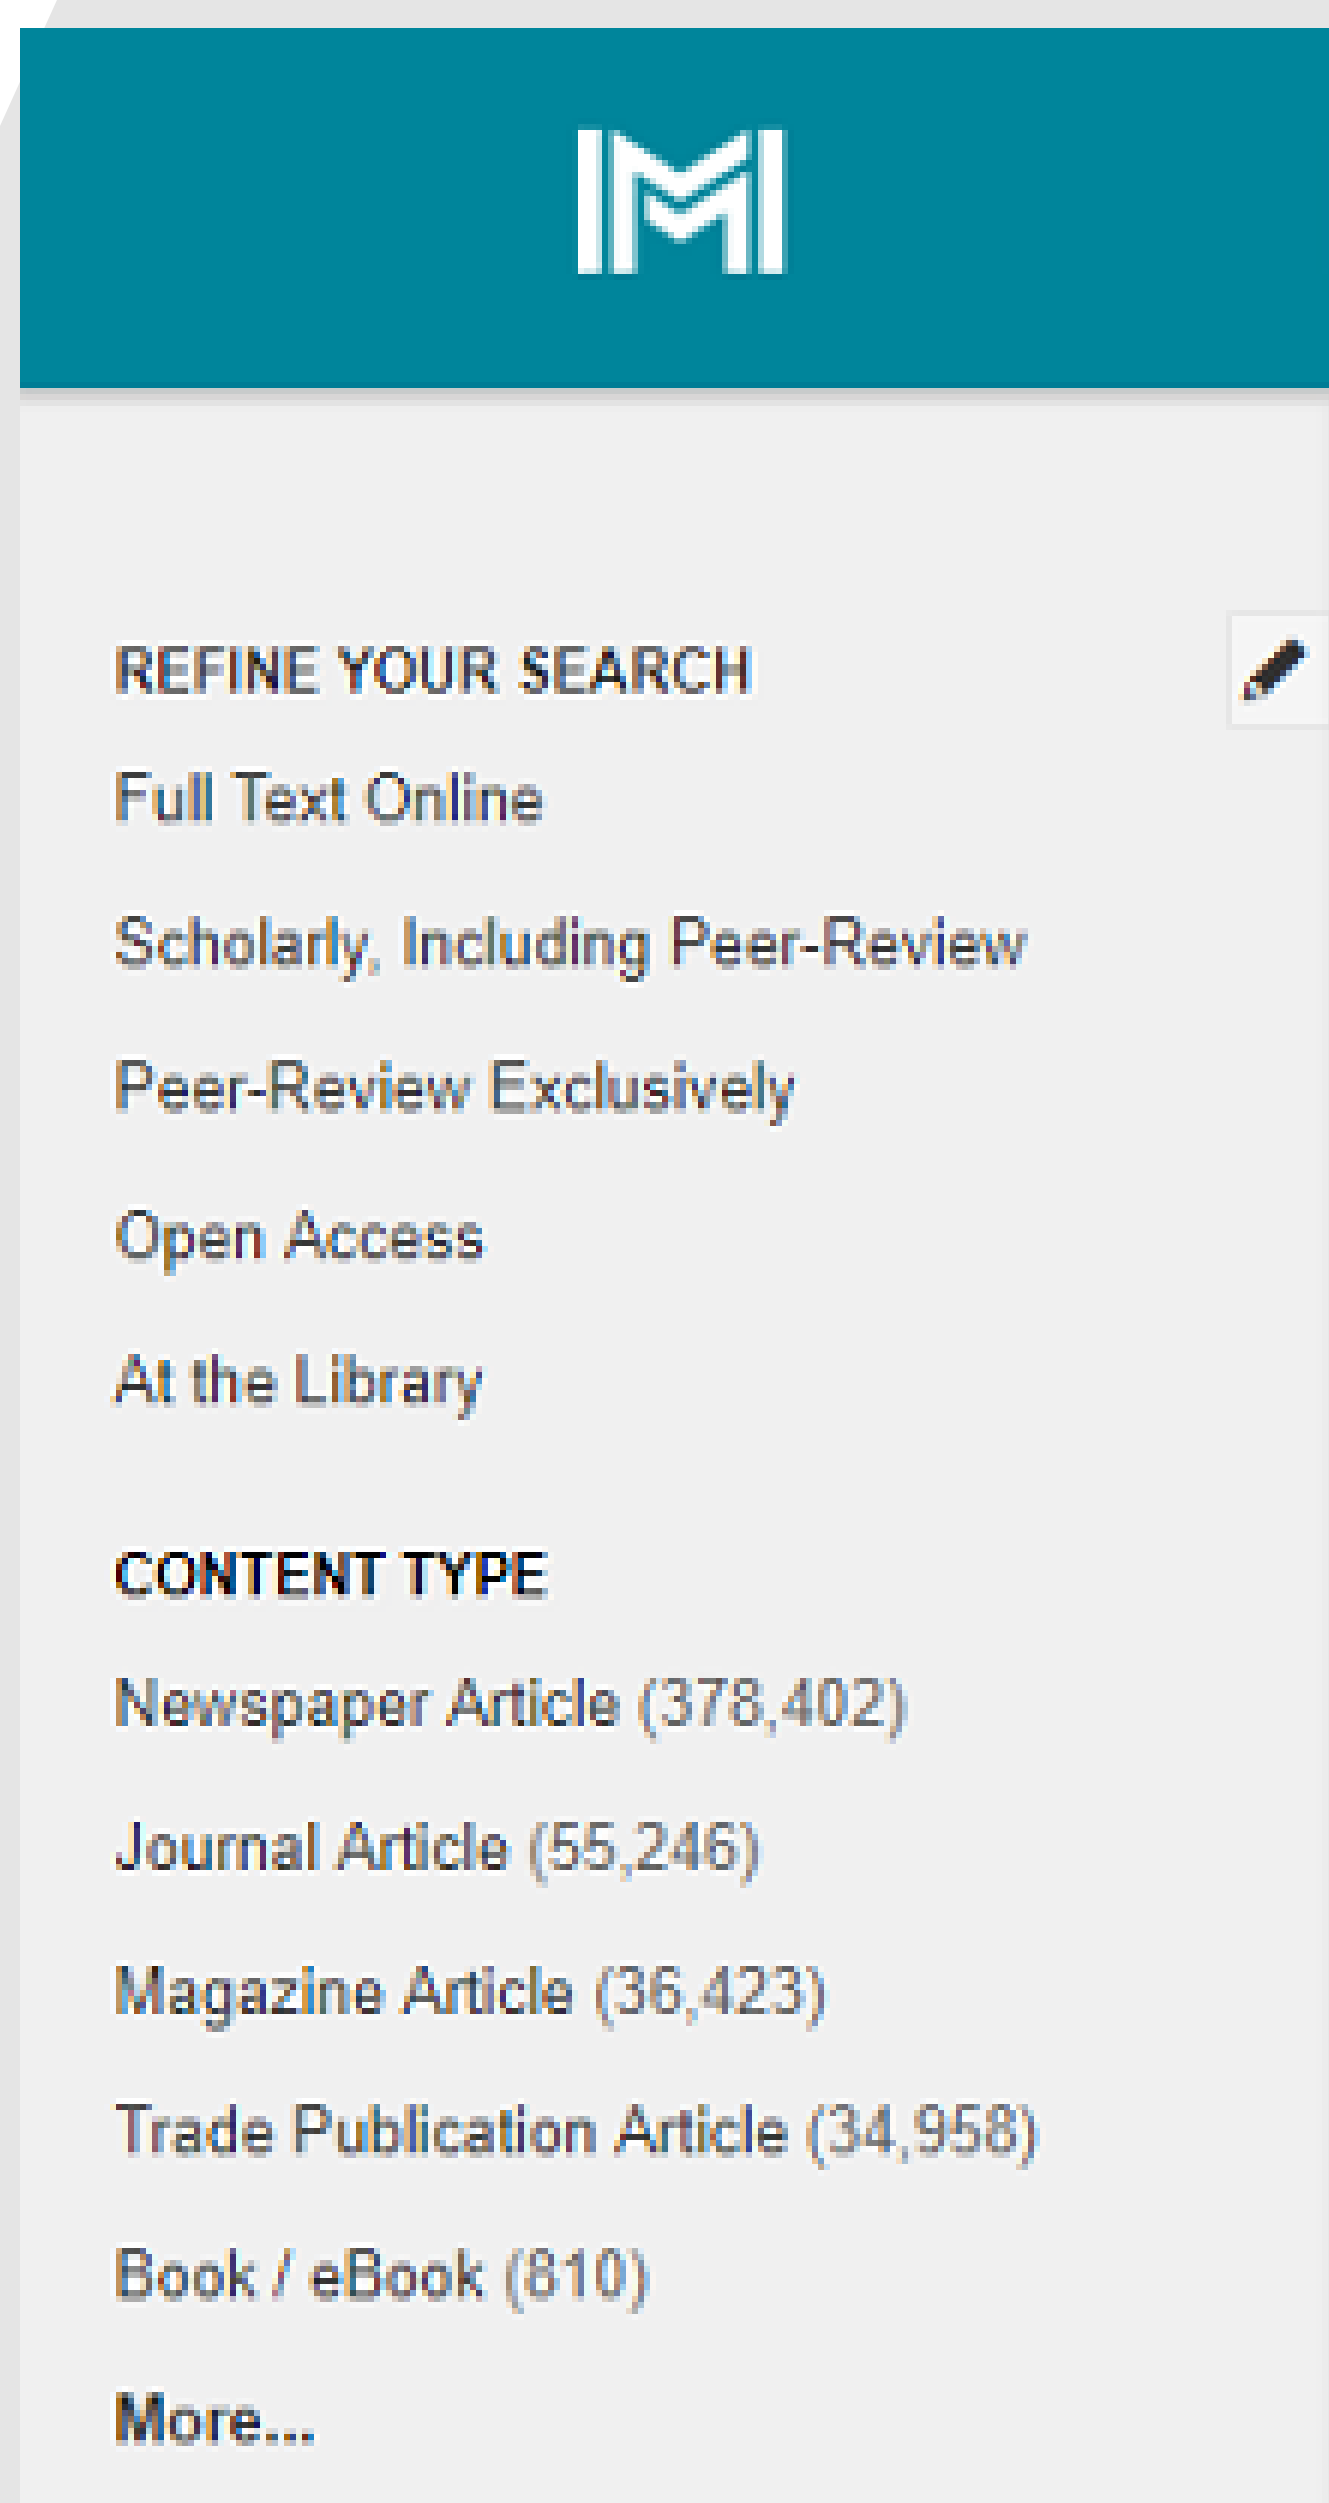 REFINE YOUR SEARCH
Full Text Online
Scholarly, Including Peer-Review
Peer-Review Exclusively
Open Access
At the Library
CONTENT TYPE
Newspaper Article (378,402)
Journal Article (55,246)
Magazine Article (36,423)
Trade Publication Article (34,958)
Book / eBook (810)
More...